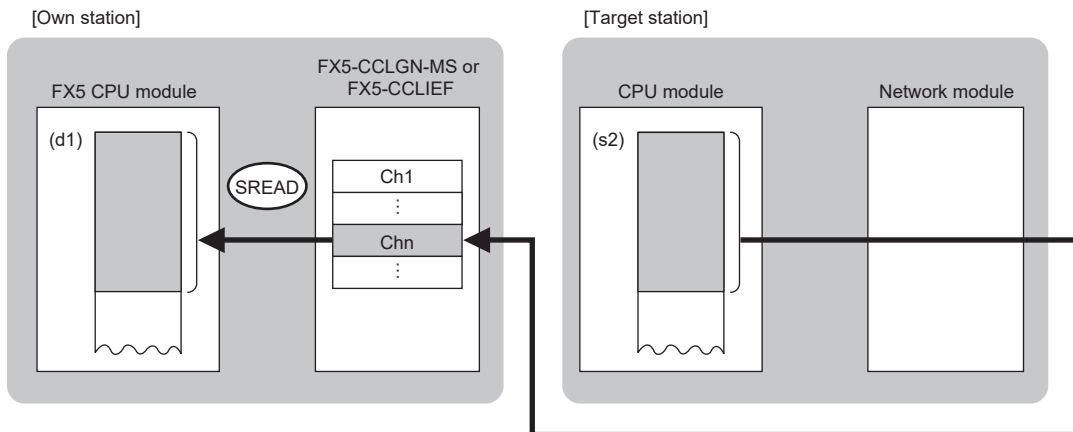 [Own station]
[Target station]
FX5-CCLGN-MS or
FX5-CCLIEF
FX5 CPU module
CPU module
Network module
(d1)
(s2)
SREAD
Ch1
⋮
Chn
⋮